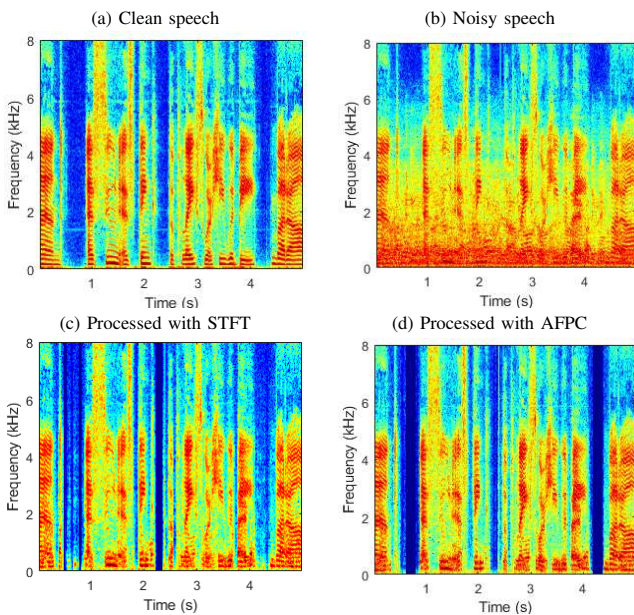 (a) Clean speech
8
6
4
2
0
Frequency (kHz)
1 2 3 4
Time (s)
(b) Noisy speech
8
6
4
2
0
Frequency (kHz)
1 2 3 4
Time (s)
(c) Processed with STFT
8
6
4
2
0
Frequency (kHz)
1 2 3 4
Time (s)
(d) Processed with AFPC
8
6
4
2
0
Frequency (kHz)
1 2 3 4
Time (s)